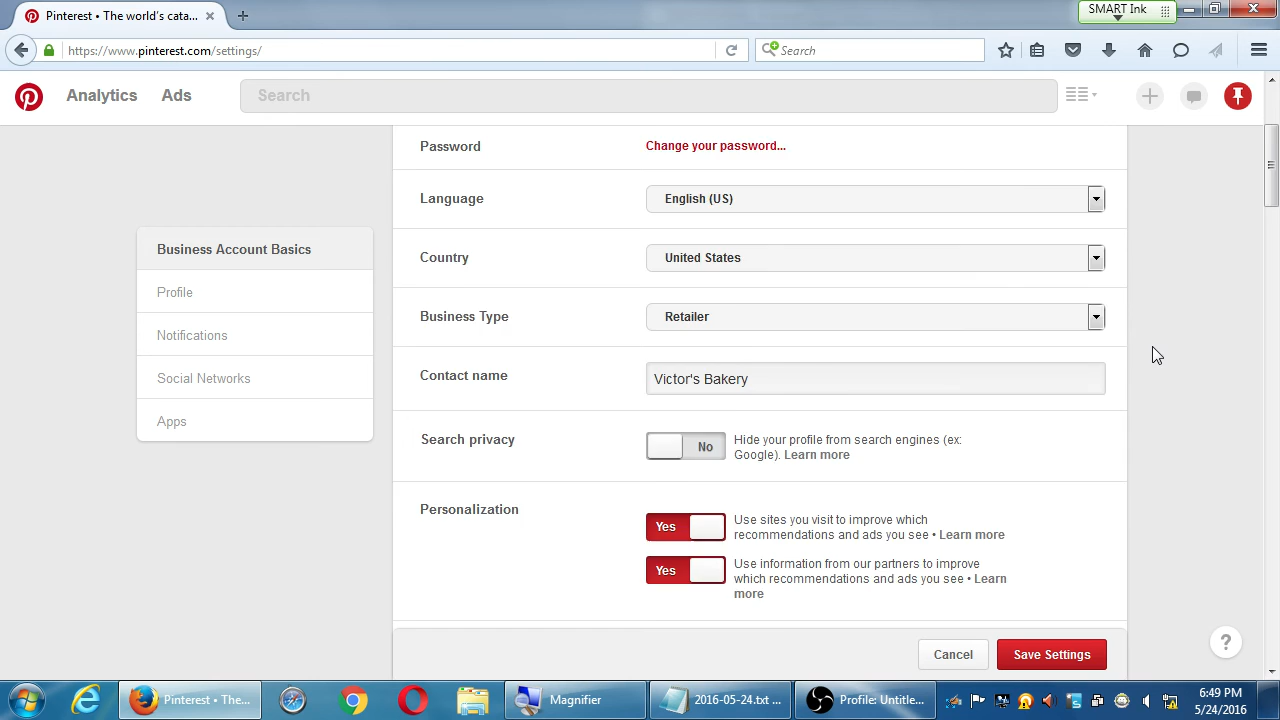 Pinterest • The world's cata...
SMART Ink
https://www.pinterest.com/settings/
Search
Analytics
Ads
Search
Password
Change your password...
Language
English (US)
Country
United States
Business Type
Retailer
Contact name
Victor's Bakery
Search privacy
No
Hide your profile from search engines (ex:
Google). Learn more
Personalization
Yes
Use sites you visit to improve which
recommendations and ads you see • Learn more
Yes
Use information from our partners to improve
which recommendations and ads you see • Learn
more
Business Account Basics
Profile
Notifications
Social Networks
Apps
Cancel
Save Settings
?
Pinterest • The...
Magnifier
2016-05-24.txt ...
Profile: Untitle...
6:49 PM
5/24/2016